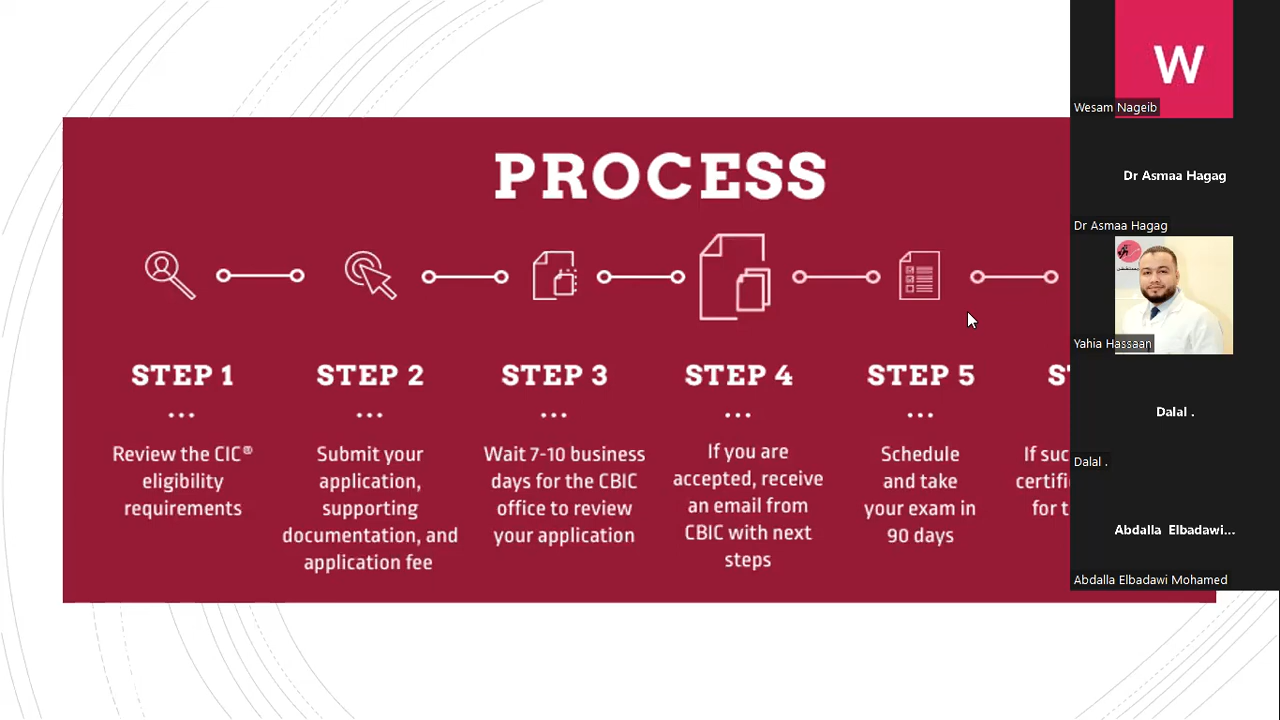 PROCESS
STEP 1
...
Review the CIC®
eligibility
requirements
STEP 2
...
Submit your
application,
supporting
documentation, and
application fee
STEP 3
...
Wait 7-10 business
days for the CBIC
office to review
your application
STEP 4
...
If you are
accepted, receive
an email from
CBIC with next
steps
STEP 5
...
Schedule
and take
your exam in
90 days
If
for
W
Wesam Nageib
Dr Asmaa Hagag
Dr Asmaa Hagag
Yahia Hassaan
Dalal .
Dalal .
Abdalla Elbadawi...
Abdalla Elbadawi Mohamed